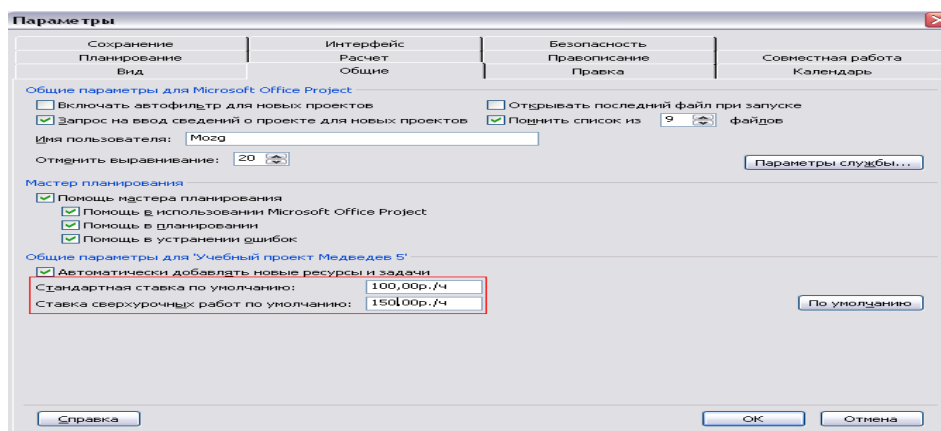 Параметры
Сохранение Интерфейс Безопасность
Планирование Расчет Правописание Совместная работа
Вид Общие Правка Календарь
Общие параметры для Microsoft Office Project
Включать автофильтр для новых проектов Открывать последний файл при запуске
Запрос на ввод сведений о проекте для новых проектов Помнить список из 9 файлов
Имя пользователя: Mozg
Отменить выравнивание: 20 Параметры службы...
Мастер планирования
Помощь мастера планирования
Помощь в использовании Microsoft Office Project
Помощь в планировании
Помощь в устранении ошибок
Общие параметры для 'Учебный проект Медведев 5'
Автоматически добавлять новые ресурсы и задачи
Стандартная ставка по умолчанию: 100,00р./ч
Ставка сверхурочных работ по умолчанию: 150,00р./ч По умолчанию
Справка ОК Отмена